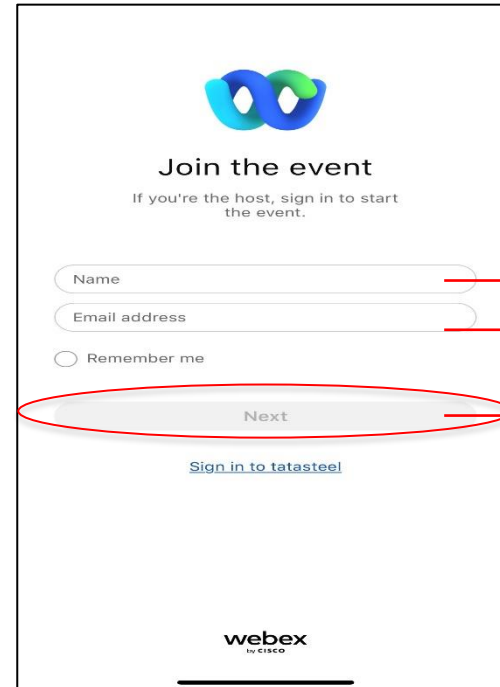 Join the event
If you're the host, sign in to start
the event.
Name
Email address
Remember me
Next
Sign in to tatasteel
webex
by CISCO